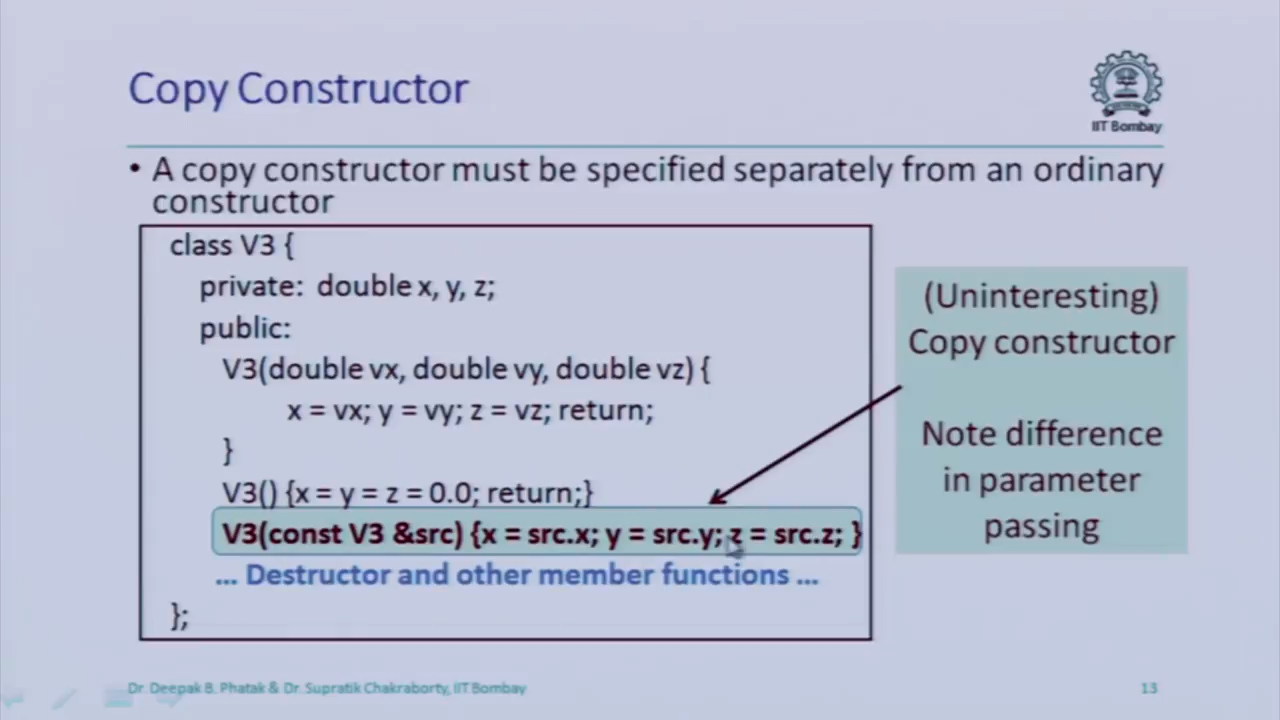 Copy Constructor
IIT Bombay
• A copy constructor must be specified separately from an ordinary
constructor
class V3 {
private: double x, y, z;
public:
V3(double vx, double vy, double vz) {
x = vx; y = vy; z = vz; return;
}
V3() {x = y = z = 0.0; return;}
V3(const V3 &src) {x = src.x; y = src.y; z = src.z; }
... Destructor and other member functions ...
};
(Uninteresting)
Copy constructor
Note difference
in parameter
passing
Dr. Deepak B. Phatak & Dr. Supratik Chakraborty, IIT Bombay
13